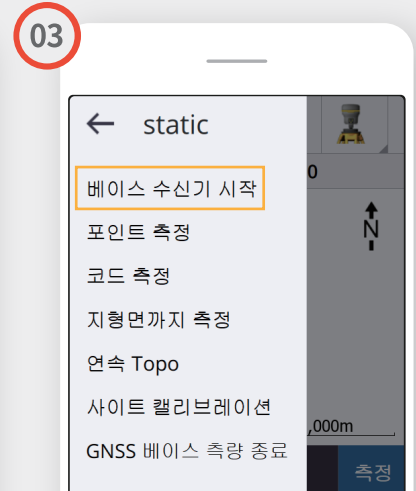 03
← static
베이스 수신기 시작
포인트 측정
코드 측정
지형면까지 측정
연속 Topo
사이트 캘리브레이션
GNSS 베이스 측량 종료
0
N
,000m
측정